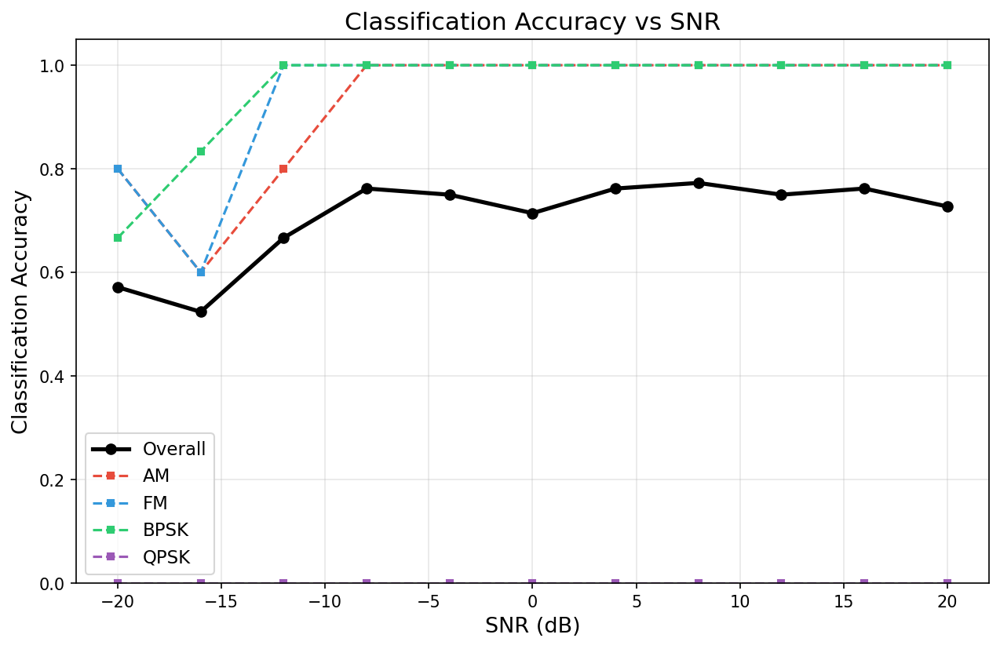 Classification Accuracy vs SNR
Classification Accuracy
1.0
0.8
0.6
0.4
0.2
0.0
Overall
AM
FM
BPSK
QPSK
−20 −15 −10 −5 0 5 10 15 20
SNR (dB)